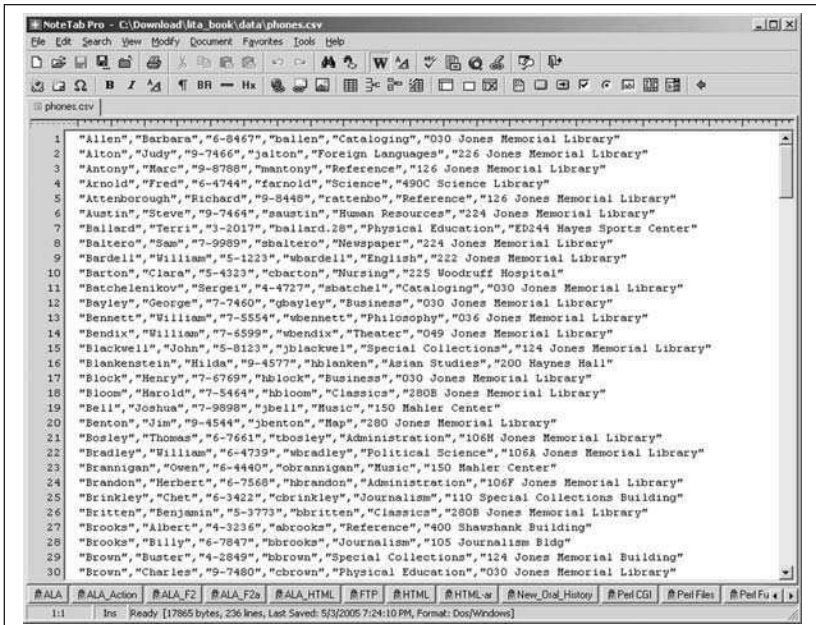 NoteTab Pro - C:\Download\lita_book\data\phones.csv
File Edit Search View Modify Document Favorites Tools Help
B I ¶ BR Hx
phones.csv
1 "Allen","Barbara","6-8467","ballen","Cataloging","030 Jones Memorial Library"
2 "Alton","Judy","9-7466","jalton","Foreign Languages","226 Jones Memorial Library"
3 "Antony","Marc","9-8788","mantony","Reference","126 Jones Memorial Library"
4 "Arnold","Fred","6-4744","farnold","Science","490C Science Library"
5 "Attenborough","Richard","9-8448","rattenbo","Reference","126 Jones Memorial Library"
6 "Austin","Steve","9-7464","saustin","Human Resources","224 Jones Memorial Library"
7 "Ballard","Terri","3-2017","ballard.28","Physical Education","ED244 Hayes Sports Center"
8 "Baltero","Sam","7-9989","sbaltero","Newspaper","224 Jones Memorial Library"
9 "Bardell","William","5-1223","wbardell","English","222 Jones Memorial Library"
10 "Barton","Clara","5-4323","cbarton","Nursing","225 Woodruff Hospital"
11 "Batchelenikov","Sergei","4-4727","sbatchel","Cataloging","030 Jones Memorial Library"
12 "Bayley","George","7-7460","gbayley","Business","030 Jones Memorial Library"
13 "Bennett","William","7-5554","wbennett","Philosophy","036 Jones Memorial Library"
14 "Bendix","William","7-6599","wbendix","Theater","049 Jones Memorial Library"
15 "Blackwell","John","5-8123","jblackwel","Special Collections","124 Jones Memorial Library"
16 "Blankenstein","Hilda","9-4577","hblanken","Asian Studies","200 Haynes Hall"
17 "Block","Henry","7-6769","hblock","Business","030 Jones Memorial Library"
18 "Bloom","Harold","7-5464","hbloom","Classics","280B Jones Memorial Library"
19 "Bell","Joshua","7-9898","jbell","Music","150 Mahler Center"
20 "Benton","Jim","9-4544","jbenton","Map","280 Jones Memorial Library"
21 "Bosley","Thomas","6-7661","tbosley","Administration","106H Jones Memorial Library"
22 "Bradley","William","6-4739","wbradley","Political Science","106A Jones Memorial Library"
23 "Brannigan","Owen","6-4440","obrannigan","Music","150 Mahler Center"
24 "Brandon","Herbert","6-7568","hbrandon","Administration","106F Jones Memorial Library"
25 "Brinkley","Chet","6-3422","cbrinkley","Journalism","110 Special Collections Building"
26 "Britten","Benjamin","5-3773","bbritten","Classics","280B Jones Memorial Library"
27 "Brooks","Albert","4-3236","abrooks","Reference","400 Shawshank Building"
28 "Brooks","Billy","6-7847","bbrooks","Journalism","105 Journalism Bldg"
29 "Brown","Buster","4-2849","bbrown","Special Collections","124 Jones Memorial Building"
30 "Brown","Charles","9-7480","cbrown","Physical Education","030 Jones Memorial Library"
ALA ALA_Action ALA_F2 ALA_F2a ALA_HTML FTP HTML HTML-ar New_Oral_History Perl CGI Perl Files Perl Fu
1:1 Ins Ready [17865 bytes, 236 lines, Last Saved: 5/3/2005 7:24:10 PM, Format: Dos/Windows]